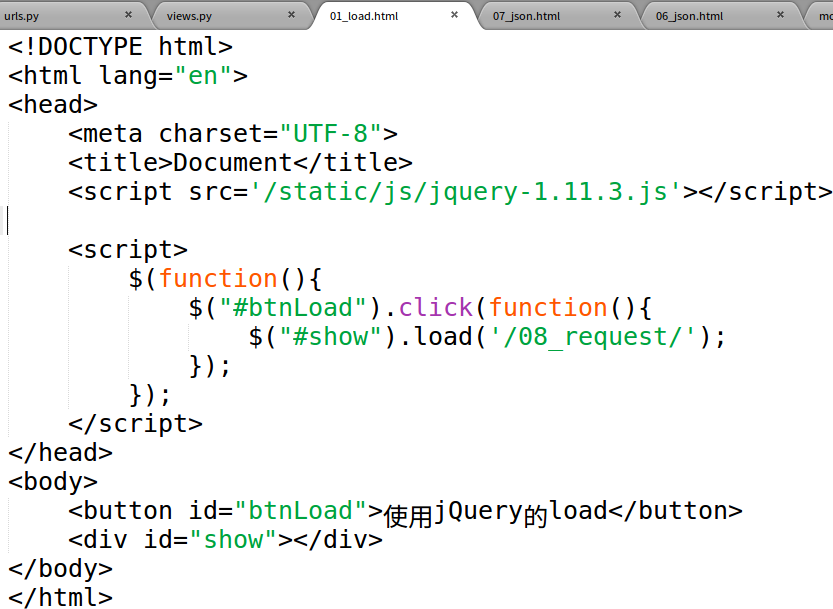 urls.py × views.py × 01_load.html × 07_json.html × 06_json.html × mo
<!DOCTYPE html>
<html lang="en">
<head>
    <meta charset="UTF-8">
    <title>Document</title>
    <script src='/static/js/jquery-1.11.3.js'></script>

    <script>
        $(function(){
            $("#btnLoad").click(function(){
                $("#show").load('/08_request/');
            });
        });
    </script>
</head>
<body>
    <button id="btnLoad">使用jQuery的load</button>
    <div id="show"></div>
</body>
</html>